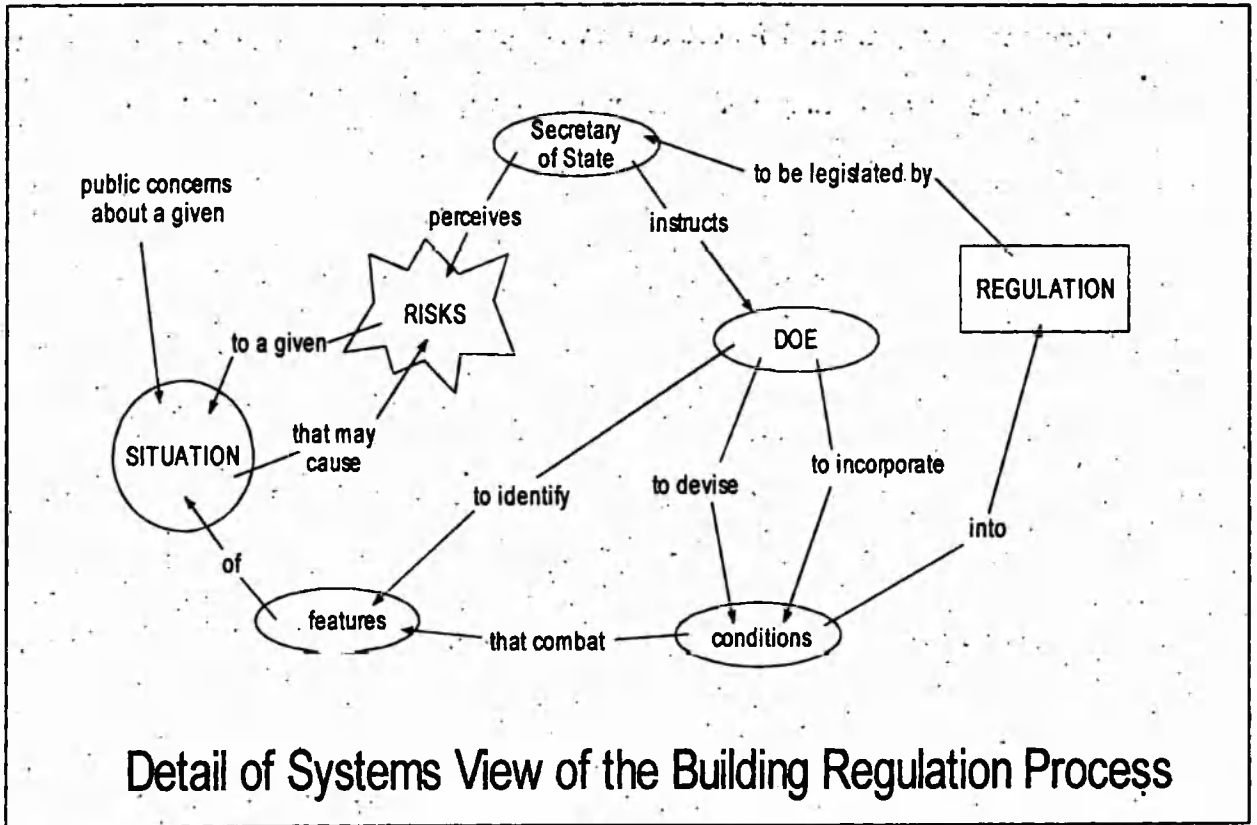 Secretary
of State
public concerns
about a given
to be legislated by
perceives
instructs
REGULATION
RISKS
DOE
to a given
SITUATION
that may
cause
to incorporate
to identify
to devise
into
of
features
that combat
conditions
Detail of Systems View of the Building Regulation Process